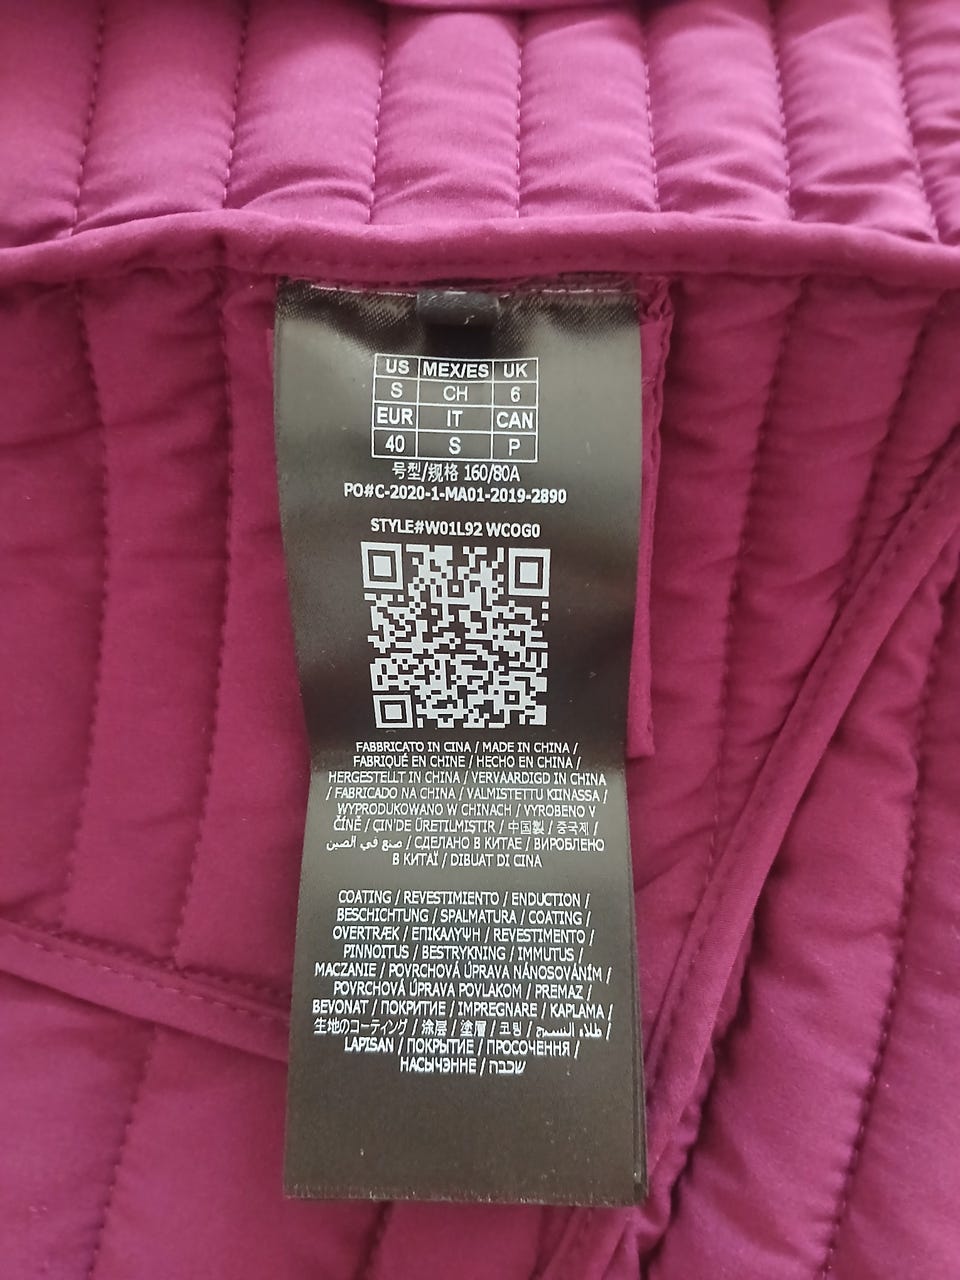 US MEX/ES UK
S CH 6
EUR IT CAN
40 S P
号型/规格 160/80A
PO#C-2020-1-MA01-2019-2890
STYLE#W01L92 WCOG0
FABBRICATO IN CINA / MADE IN CHINA /
FABRIQUÉ EN CHINE / HECHO EN CHINA /
HERGESTELLT IN CHINA / VERVAARDIGD IN CHINA
/ FABRICADO NA CHINA / VALMISTETTU KIINASSA /
WYPRODUKOWANO W CHINACH / VYROBENO V
ČÍNĚ / ÇIN'DE ÜRETILMISTIR / 中国製 / 중국제 /
صنع في الصين / СДЕЛАНО В КИТАЕ / ВИРОБЛЕНО
В КИТАЇ / DIBUAT DI CINA
COATING / REVESTIMIENTO / ENDUCTION /
BESCHICHTUNG / SPALMATURA / COATING /
OVERTRÆK / ΕΠΙΚΑΛΥΨΗ / REVESTIMENTO /
PINNOITUS / BESTRYKNING / IMMUTUS /
MACZANIE / POVRCHOVÁ ÚPRAVA NÁNOSOVÁNÍM /
POVRCHOVÁ ÚPRAVA POVLAKOM / PREMAZ /
BEVONAT / ПОКРИТИЕ / IMPREGNARE / KAPLAMA /
生地のコーティング / 涂层 / 塗層 / 코팅 / طلاء النسيج /
LAPISAN / ПОКРЫТИЕ / ПРОСОЧЕННЯ /
НАСЫЧЭННЕ / שכבה